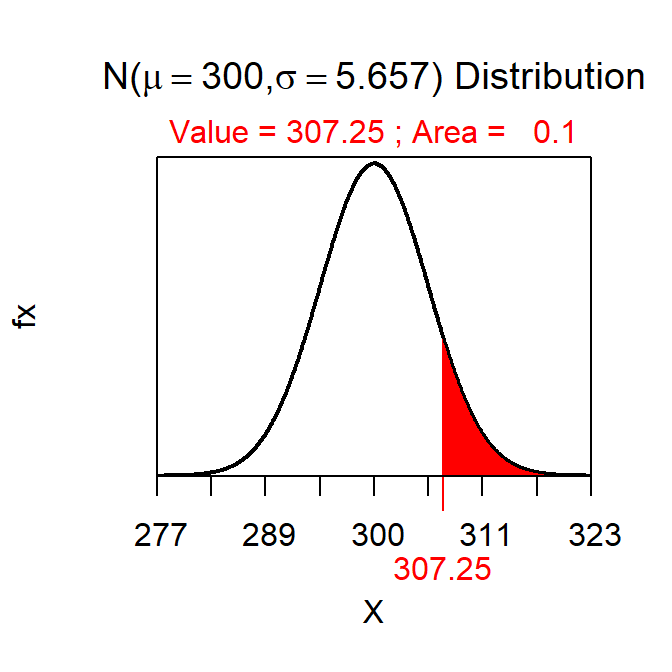 N(μ = 300,σ = 5.657) Distribution
Value = 307.25 ; Area = 0.1
fx
277 289 300 311 323
307.25
X